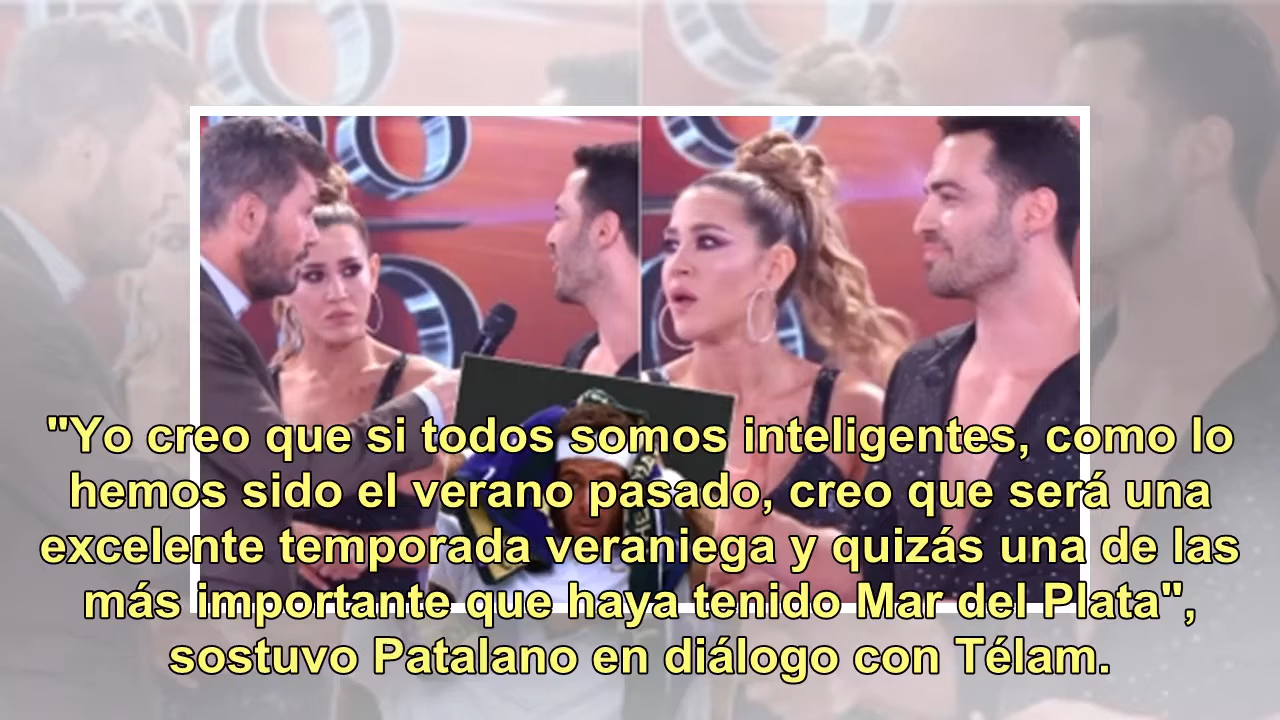 "Yo creo que si todos somos inteligentes, como lo
hemos sido el verano pasado, creo que será una
excelente temporada veraniega y quizás una de las
más importante que haya tenido Mar del Plata",
sostuvo Patalano en diálogo con Télam.